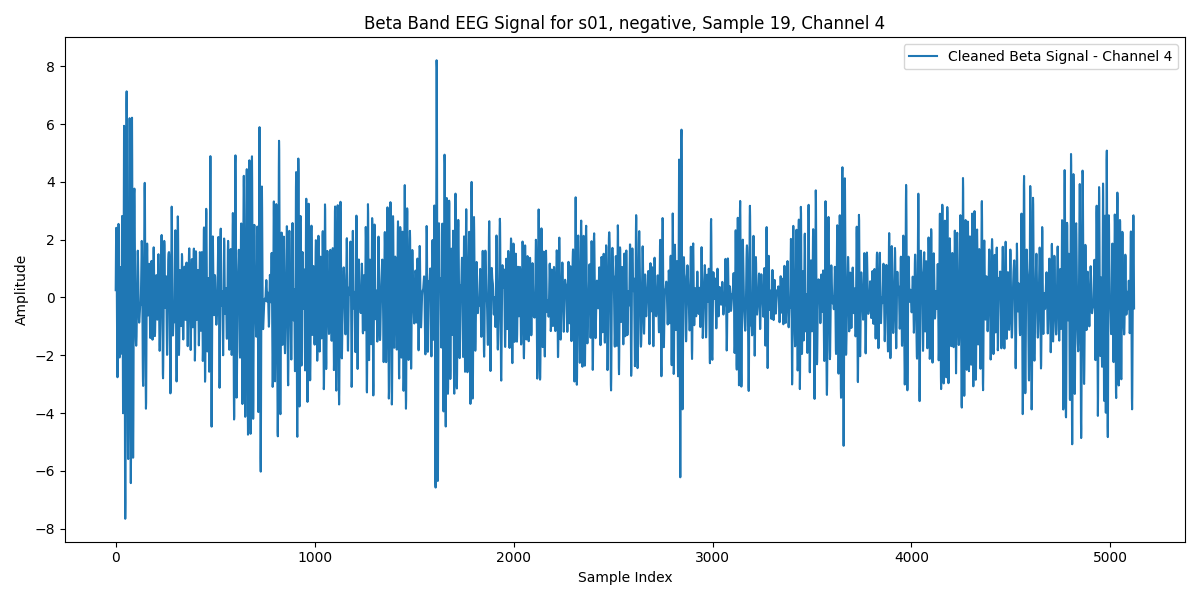 Beta Band EEG Signal for s01, negative, Sample 19, Channel 4
Cleaned Beta Signal - Channel 4
Amplitude
8
6
4
2
0
−2
−4
−6
−8
0 1000 2000 3000 4000 5000
Sample Index